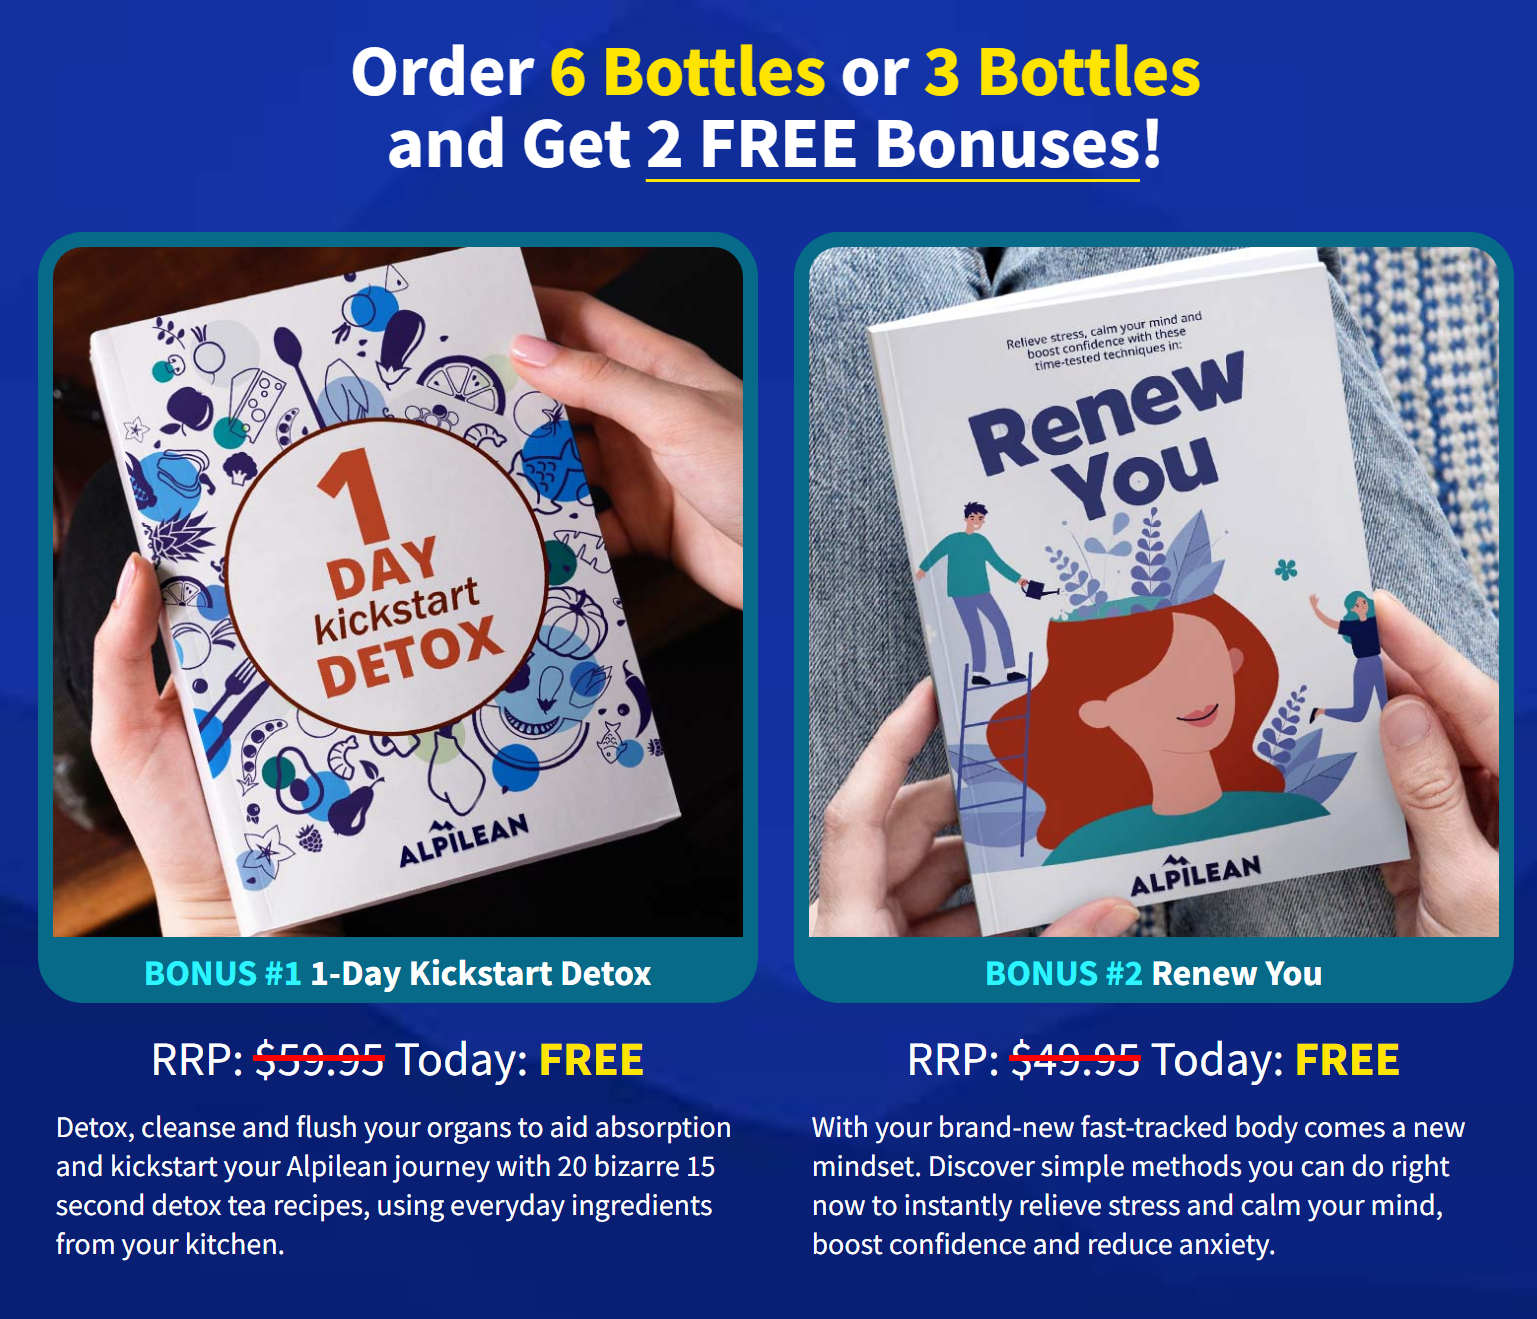 Order 6 Bottles or 3 Bottles
and Get 2 FREE Bonuses!
1
DAY
kickstart
DETOX
ALPILEAN
BONUS #1 1-Day Kickstart Detox
RRP: $59.95 Today: FREE
Detox, cleanse and flush your organs to aid absorption
and kickstart your Alpilean journey with 20 bizarre 15
second detox tea recipes, using everyday ingredients
from your kitchen.
Relieve stress, calm your mind and
boost confidence with these
time-tested techniques in:
Renew
You
ALPILEAN
BONUS #2 Renew You
RRP: $49.95 Today: FREE
With your brand-new fast-tracked body comes a new
mindset. Discover simple methods you can do right
now to instantly relieve stress and calm your mind,
boost confidence and reduce anxiety.